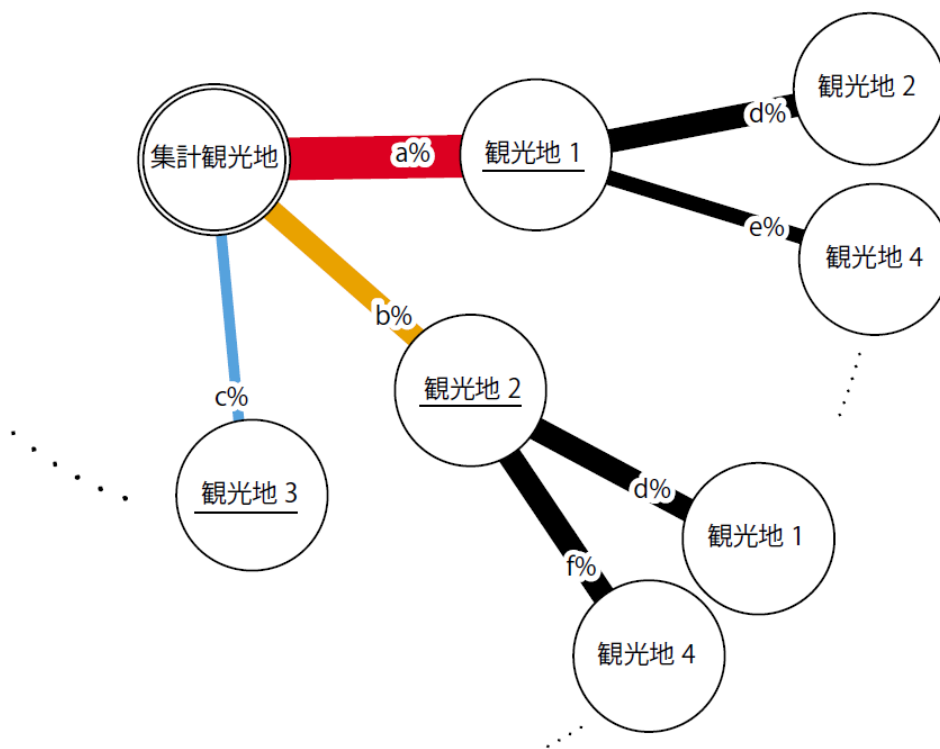 観光地 2
d%
集計観光地
a%
観光地 1
e%
観光地 4
b%
観光地 2
c%
観光地 3
d%
観光地 1
f%
観光地 4